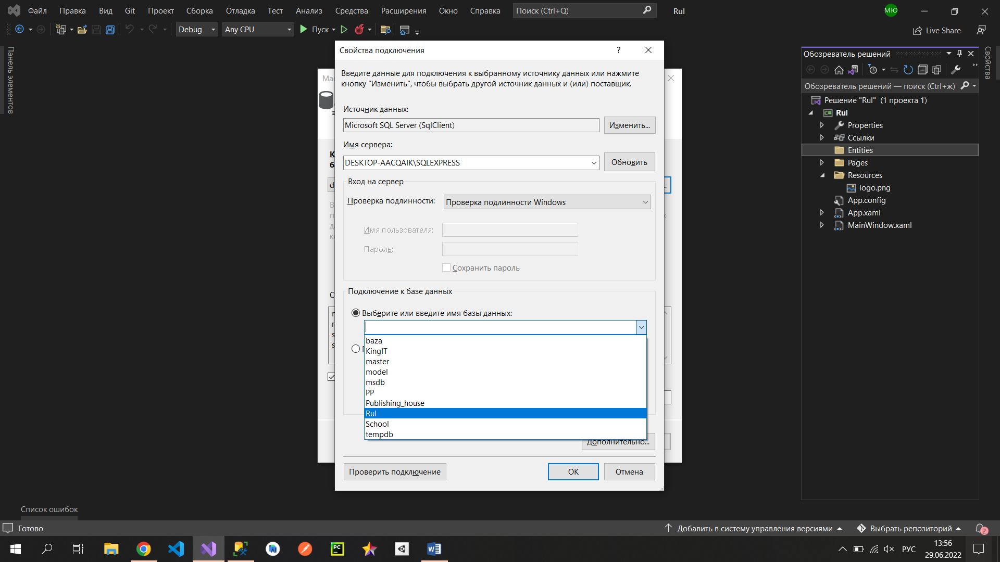 Файл Правка Вид Git Проект Сборка Отладка Тест Анализ Средства Расширения Окно Справка Поиск (Ctrl+Q) Rul МЮ
Debug Any CPU Пуск Live Share
Панель элементов
Свойства подключения ?
Введите данные для подключения к выбранному источнику данных или нажмите
кнопку "Изменить", чтобы выбрать другой источник данных и (или) поставщик.
Источник данных:
Microsoft SQL Server (SqlClient) Изменить...
Имя сервера:
DESKTOP-AACQAIK\SQLEXPRESS Обновить
Вход на сервер
Проверка подлинности: Проверка подлинности Windows
Имя пользователя:
Пароль:
Сохранить пароль
Подключение к базе данных
Выберите или введите имя базы данных:
baza
KingIT
master
model
msdb
PP
Publishing_house
Rul
School
tempdb
Дополнительно...
Проверить подключение OK Отмена
Обозреватель решений
Обозреватель решений — поиск (Ctrl+ж)
Решение "Rul" (1 проекта 1)
C# Rul
Properties
Ссылки
Entities
Pages
Resources
logo.png
App.config
App.xaml
MainWindow.xaml
Свойства
Список ошибок
Готово Добавить в систему управления версиями Выбрать репозиторий 2
PC W РУС 13:56
29.06.2022